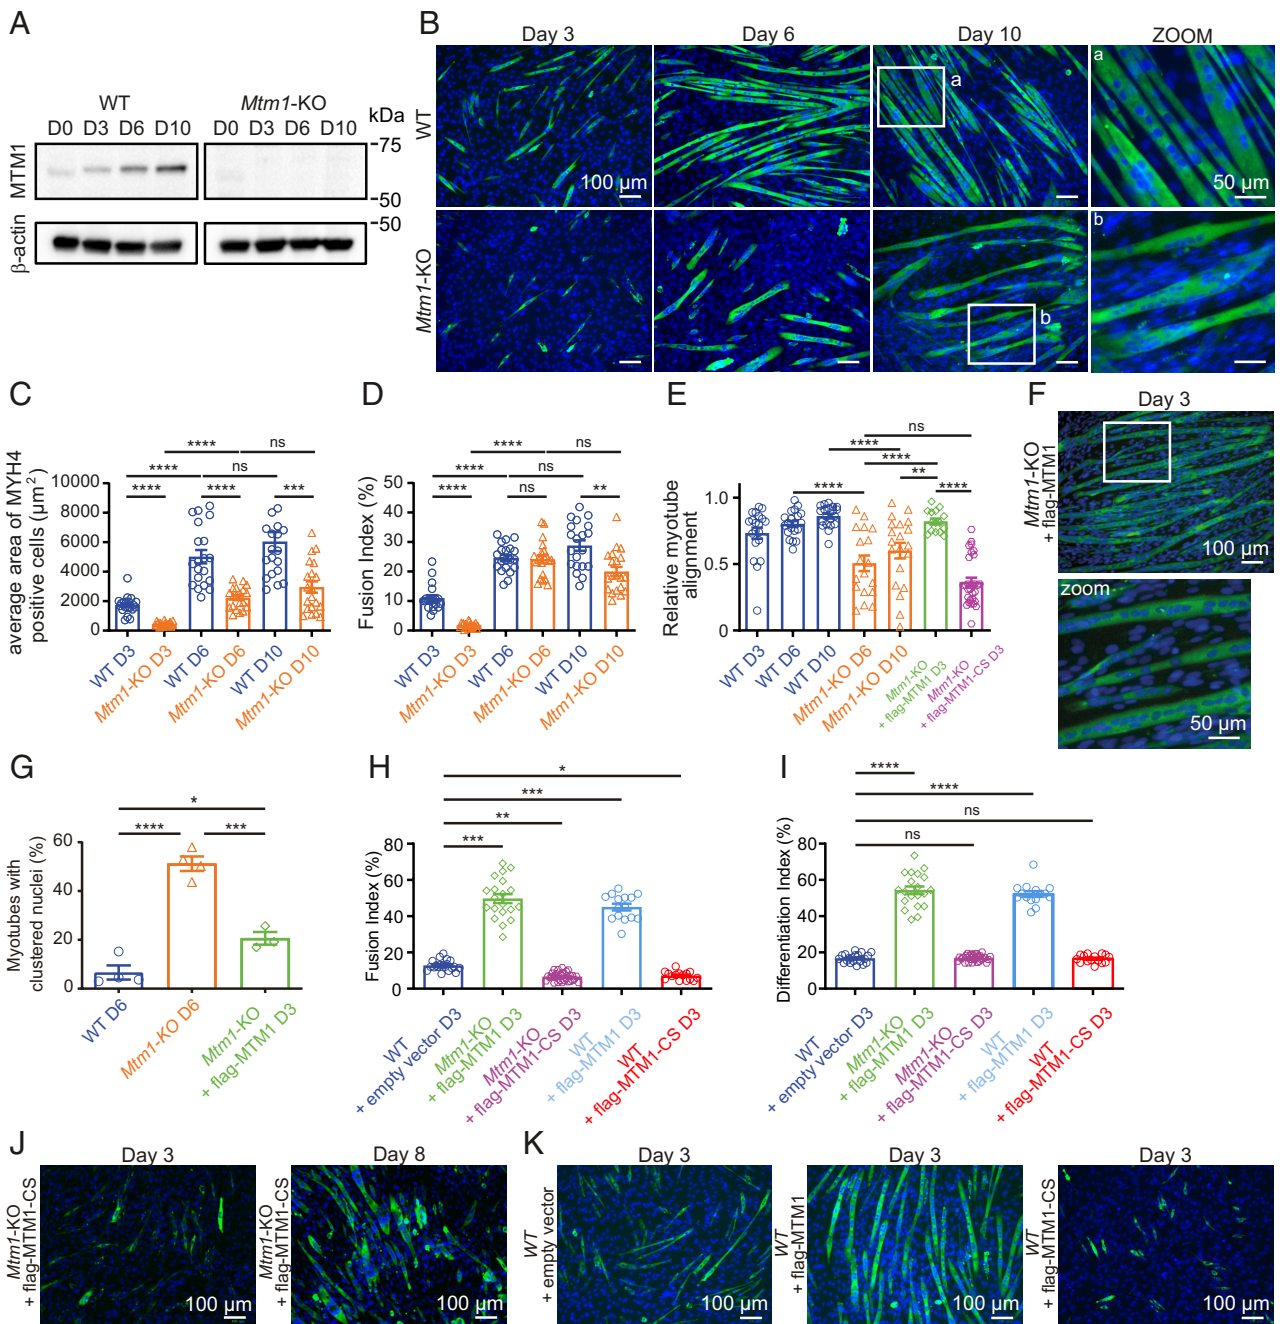 A
WT
Mtm1-KO
kDa
D0 D3 D6 D10
D0 D3 D6 D10
MTM1
-75
-50
β-actin
-50
B
Day 3
Day 6
Day 10
ZOOM
WT
100 µm
a
a
50 µm
Mtm1-KO
b
b
C
average area of MYH4
positive cells (µm²)
10000
8000
6000
4000
2000
0
**** ns
**** ns
**** **** ***
WT D3
Mtm1-KO D3
WT D6
Mtm1-KO D6
WT D10
Mtm1-KO D10
D
Fusion Index (%)
50
40
30
20
10
0
**** ns
**** ns
**** ns **
WT D3
Mtm1-KO D3
WT D6
Mtm1-KO D6
WT D10
Mtm1-KO D10
E
Relative myotube
alignment
1.0
0.5
0
ns
****
****
**
**** ****
WT D3
WT D6
WT D10
Mtm1-KO D6
Mtm1-KO D10
Mtm1-KO
+ flag-MTM1 D3
Mtm1-KO
+ flag-MTM1-CS D3
F
Day 3
Mtm1-KO
+ flag-MTM1
100 µm
zoom
50 µm
G
Myotubes with
clustered nuclei (%)
60
40
20
0
*
**** ***
WT D6
Mtm1-KO D6
Mtm1-KO
+ flag-MTM1 D3
H
Fusion Index (%)
80
60
40
20
0
*
***
**
***
WT
+ empty vector D3
Mtm1-KO
+ flag-MTM1 D3
Mtm1-KO
+ flag-MTM1-CS D3
WT
+ flag-MTM1 D3
WT
+ flag-MTM1-CS D3
I
Differentiation Index (%)
80
60
40
20
0
****
****
ns
ns
WT
+ empty vector D3
Mtm1-KO
+ flag-MTM1 D3
Mtm1-KO
+ flag-MTM1-CS D3
WT
+ flag-MTM1 D3
WT
+ flag-MTM1-CS D3
J
Day 3
Mtm1-KO
+ flag-MTM1-CS
100 µm
Day 8
Mtm1-KO
+ flag-MTM1-CS
100 µm
K
Day 3
WT
+ empty vector
100 µm
Day 3
WT
+ flag-MTM1
100 µm
Day 3
WT
+ flag-MTM1-CS
100 µm